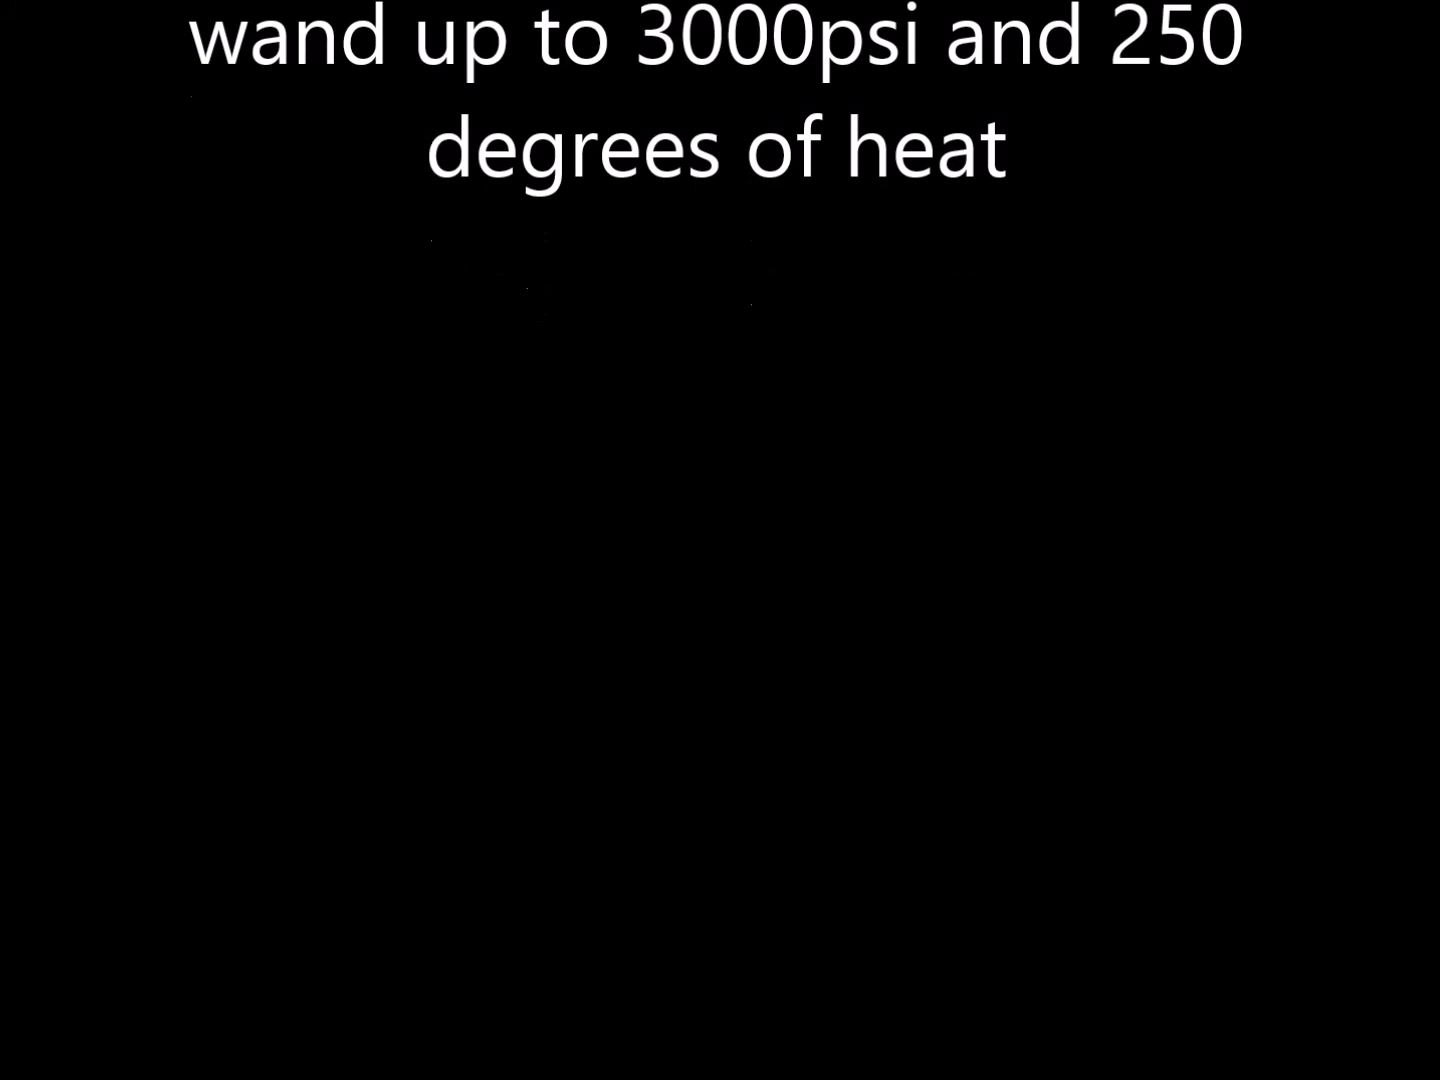 wand up to 3000psi and 250
degrees of heat